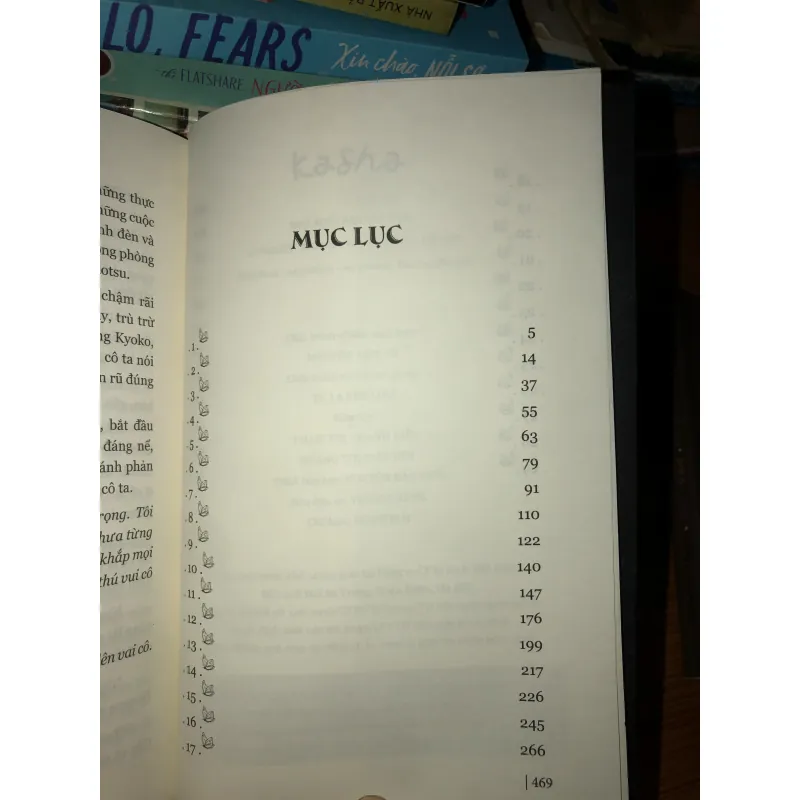 NHÀ XUẤT BẢ
LO, FEARS
Xin chào, NỖI SỢ
the FLATSHARE NGƯỜ
những thực
những cuộc
nh đèn và
ng phòng
otsu.
chậm rãi
y, trù trừ
ng Kyoko,
cô ta nói
n rũ đúng
, bắt đầu
đáng nể,
ánh phản
cô ta.
rọng. Tôi
hưa từng
khắp mọi
thú vui cô
lên vai cô.
Kasha
MỤC LỤC
.1. 5
.2. 14
.3. 37
.4. 55
.5. 63
.6. 79
.7. 91
.8. 110
.9. 122
.10. 140
.11. 147
.12. 176
.13. 199
.14. 217
.15. 226
.16. 245
.17. 266
| 469